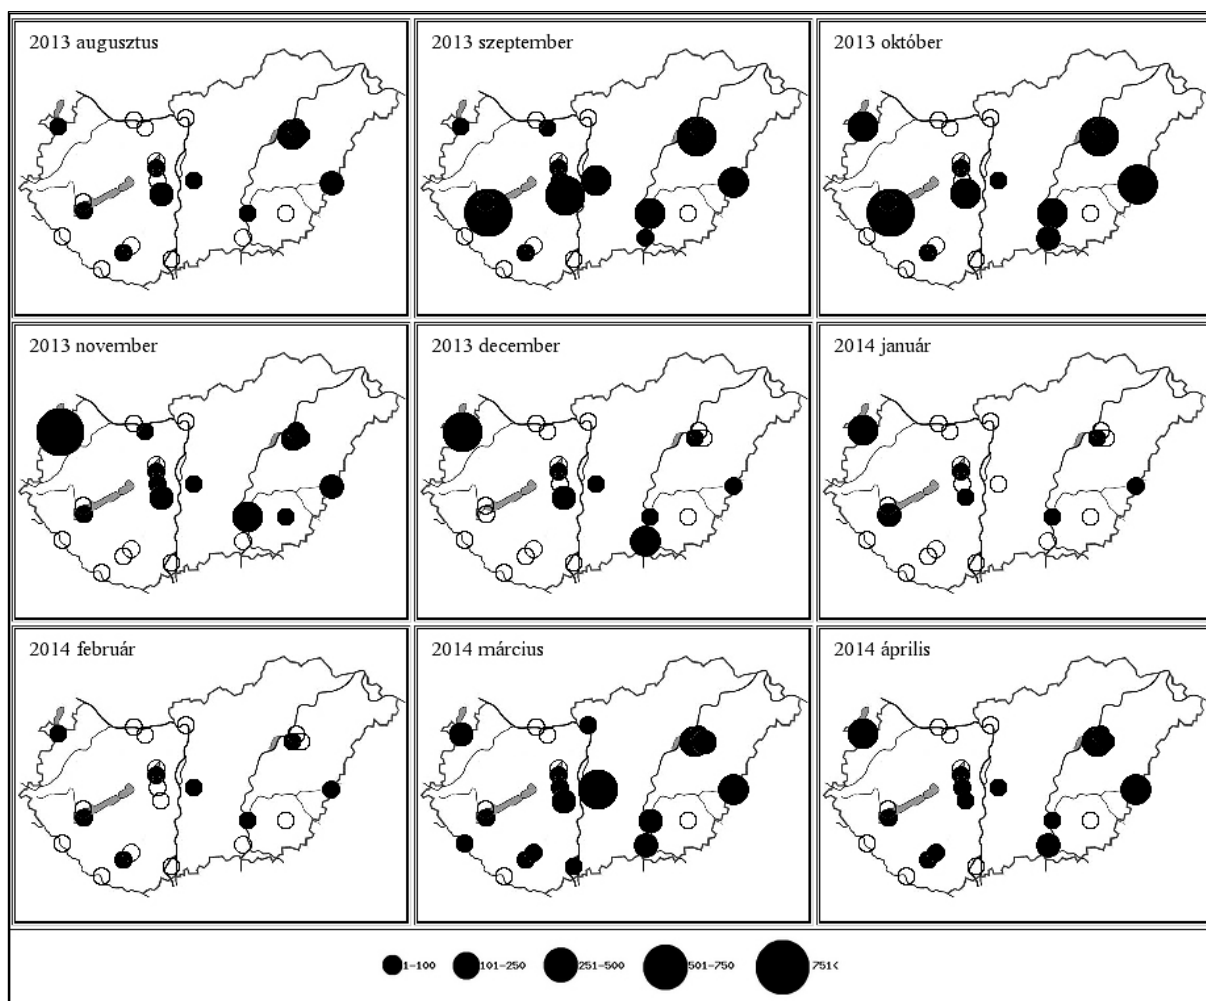 2013 augusztus
2013 szeptember
2013 október
2013 november
2013 december
2014 január
2014 február
2014 március
2014 április
1-100 101-250 251-500 501-750 751<